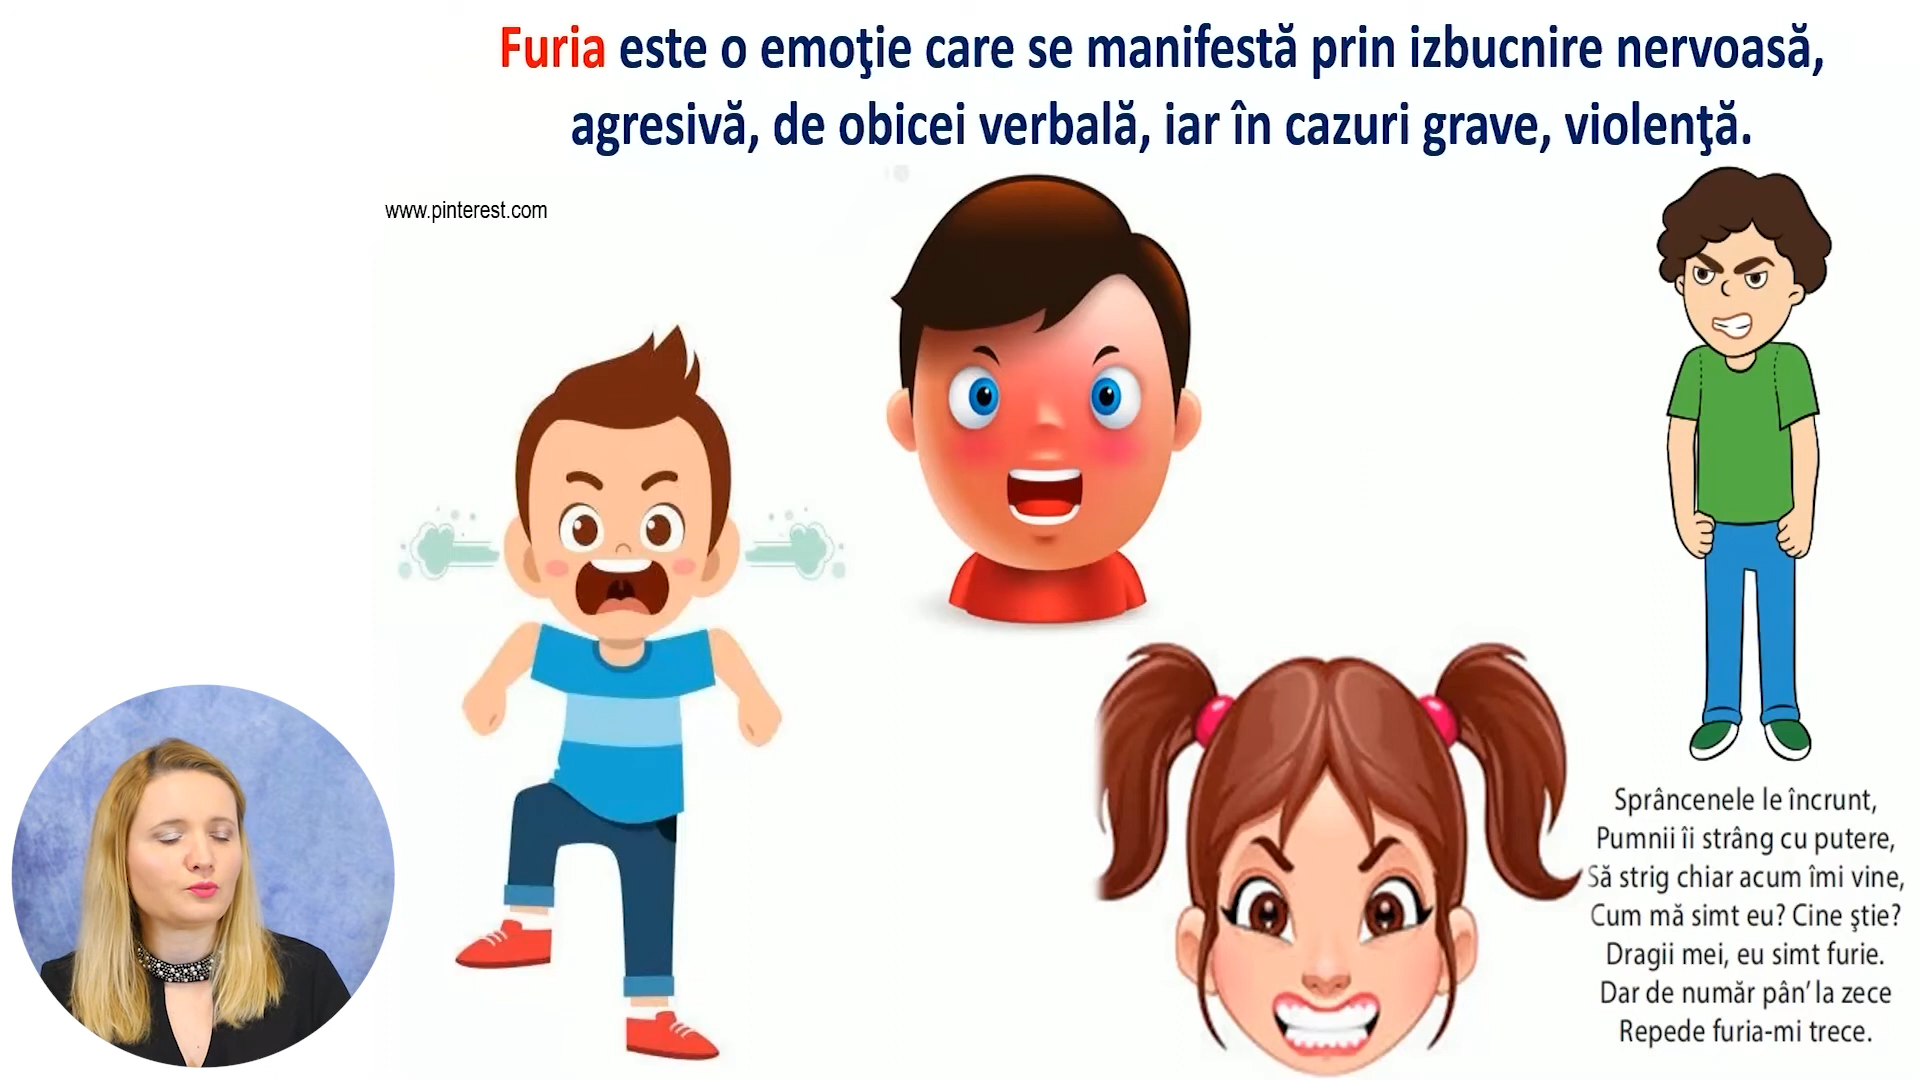 Furia este o emoţie care se manifestă prin izbucnire nervoasă,
agresivă, de obicei verbală, iar în cazuri grave, violenţă.
www.pinterest.com
Sprâncenele le încrunt,
Pumnii îi strâng cu putere,
Să strig chiar acum îmi vine,
Cum mă simt eu? Cine ştie?
Dragii mei, eu simt furie.
Dar de număr pân’ la zece
Repede furia-mi trece.